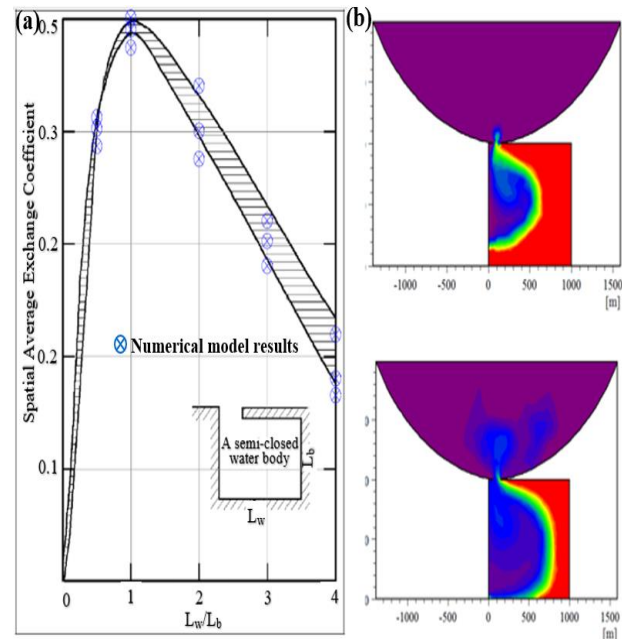 (a)
Spatial Average Exchange Coefficient
0.5
0.3
0.2
0.2
0.1
0 1 2 3 4
Lw/Lb
Numerical model results
A semi-closed
water body
Lb
Lw
(b)
-1000 -500 0 500 1000 1500
[m]
-1000 -500 0 500 1000 1500
[m]